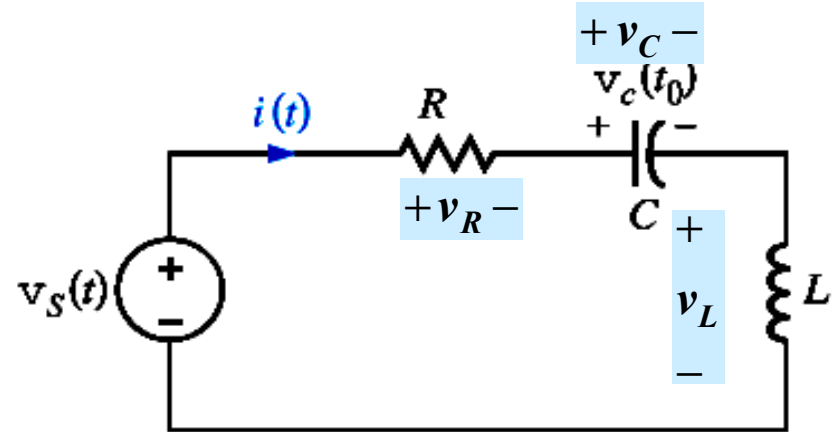 + v_C −
v_c(t_0)
i(t)
R
+ −
+ v_R −
C
+
v_S(t)
+
−
v_L
L
−